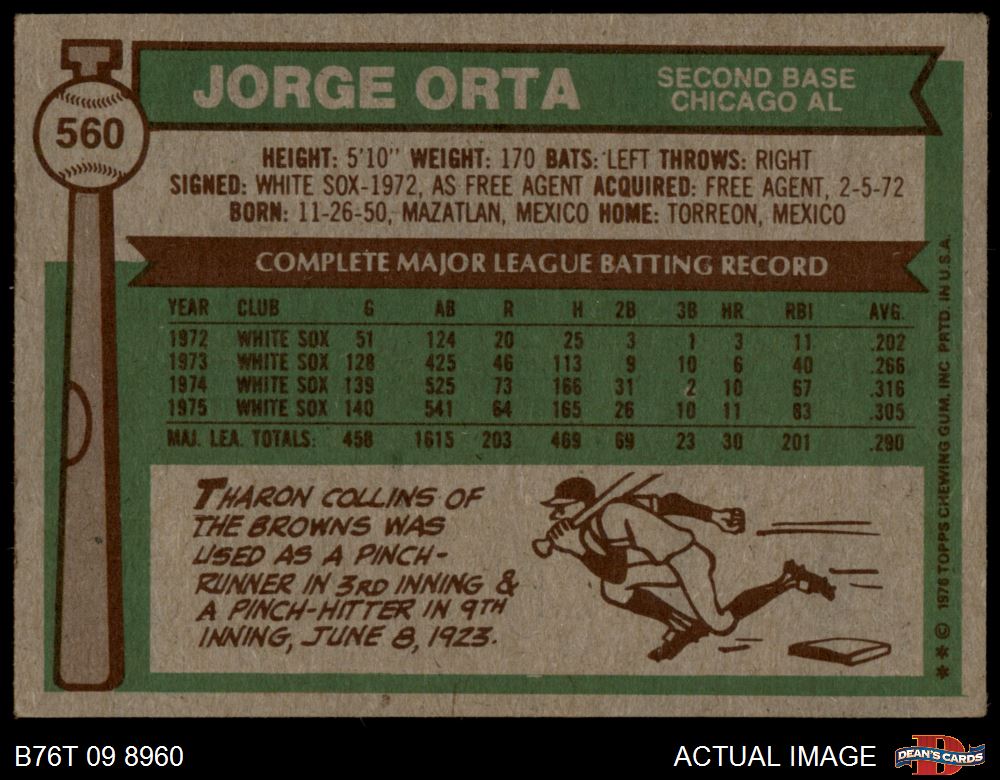 JORGE ORTA
SECOND BASE
CHICAGO AL
560
HEIGHT: 5'10" WEIGHT: 170 BATS: LEFT THROWS: RIGHT
SIGNED: WHITE SOX-1972, AS FREE AGENT ACQUIRED: FREE AGENT, 2-5-72
BORN: 11-26-50, MAZATLAN, MEXICO HOME: TORREON, MEXICO
COMPLETE MAJOR LEAGUE BATTING RECORD
YEAR CLUB G AB R H 2B 3B HR RBI AVG.
1972 WHITE SOX 51 124 20 25 3 1 3 11 .202
1973 WHITE SOX 128 425 46 113 9 10 6 40 .266
1974 WHITE SOX 139 525 73 166 31 2 10 67 .316
1975 WHITE SOX 140 541 64 165 26 10 11 83 .305
MAJ. LEA. TOTALS: 458 1615 203 469 69 23 30 201 .290
THARON COLLINS OF
THE BROWNS WAS
USED AS A PINCH-
RUNNER IN 3RD INNING &
A PINCH-HITTER IN 9TH
INNING, JUNE 8, 1923.
* * © 1976 TOPPS CHEWING GUM, INC PRTD. IN U.S.A.
B76T 09 8960
ACTUAL IMAGE
D
DEAN'S CARDS